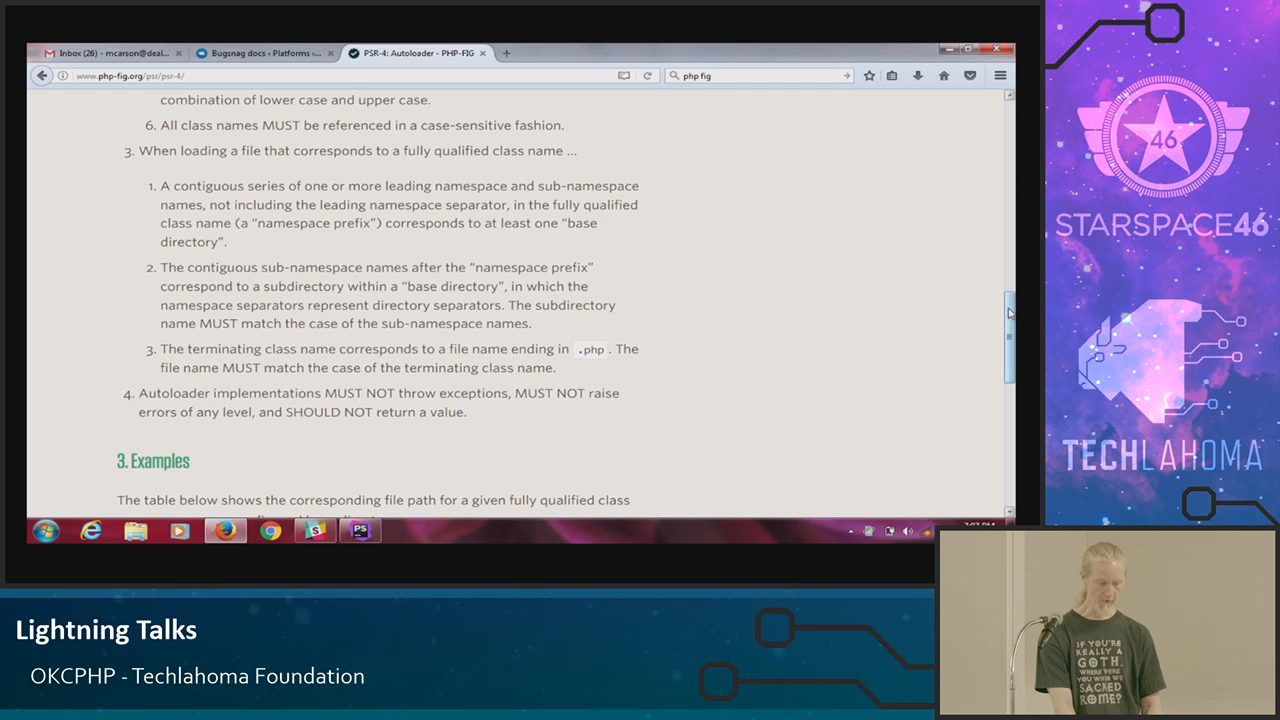 Inbox (26) - mcarson@deal...
Bugsnag docs › Platforms ›...
PSR-4: Autoloader - PHP-FIG
www.php-fig.org/psr/psr-4/
php fig
combination of lower case and upper case.
6. All class names MUST be referenced in a case-sensitive fashion.
3. When loading a file that corresponds to a fully qualified class name ...
1. A contiguous series of one or more leading namespace and sub-namespace
names, not including the leading namespace separator, in the fully qualified
class name (a “namespace prefix”) corresponds to at least one “base
directory”.
2. The contiguous sub-namespace names after the “namespace prefix”
correspond to a subdirectory within a “base directory”, in which the
namespace separators represent directory separators. The subdirectory
name MUST match the case of the sub-namespace names.
3. The terminating class name corresponds to a file name ending in .php. The
file name MUST match the case of the terminating class name.
4. Autoloader implementations MUST NOT throw exceptions, MUST NOT raise
errors of any level, and SHOULD NOT return a value.
3. Examples
The table below shows the corresponding file path for a given fully qualified class
PS
46
STARSPACE46
TECHLAHOMA
Lightning Talks
OKCPHP - Techlahoma Foundation
IF YOU'RE
REALLY A
GOTH,
WHERE WERE
YOU WHEN WE
SACKED
ROME?